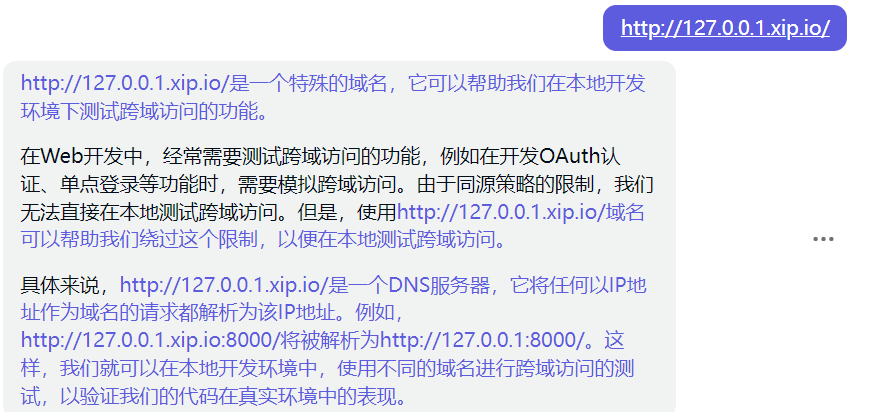 http://127.0.0.1.xip.io/
http://127.0.0.1.xip.io/是一个特殊的域名，它可以帮助我们在本地开发
环境下测试跨域访问的功能。
在Web开发中，经常需要测试跨域访问的功能，例如在开发OAuth认
证、单点登录等功能时，需要模拟跨域访问。由于同源策略的限制，我们
无法直接在本地测试跨域访问。但是，使用http://127.0.0.1.xip.io/域名
可以帮助我们绕过这个限制，以便在本地测试跨域访问。
具体来说，http://127.0.0.1.xip.io/是一个DNS服务器，它将任何以IP地
址作为域名的请求都解析为该IP地址。例如，
http://127.0.0.1.xip.io:8000/将被解析为http://127.0.0.1:8000/。这
样，我们就可以在本地开发环境中，使用不同的域名进行跨域访问的测
试，以验证我们的代码在真实环境中的表现。